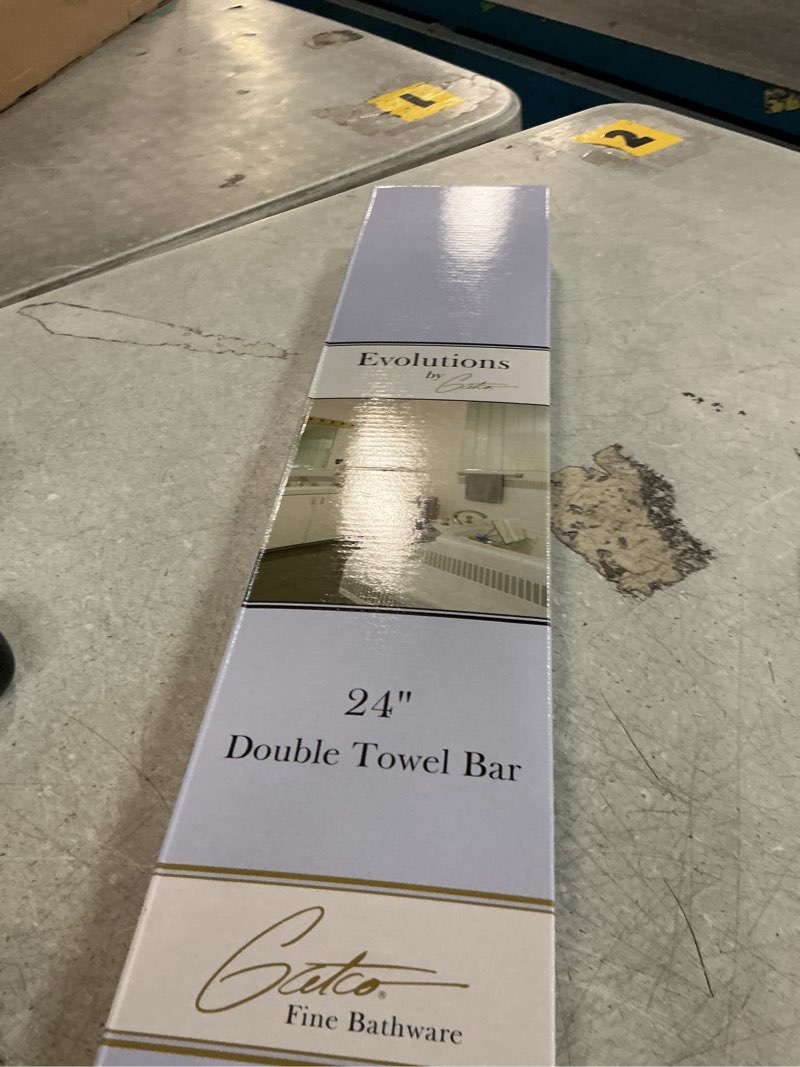 1
2
Evolutions
by Gatco
24"
Double Towel Bar
Gatco®
Fine Bathware